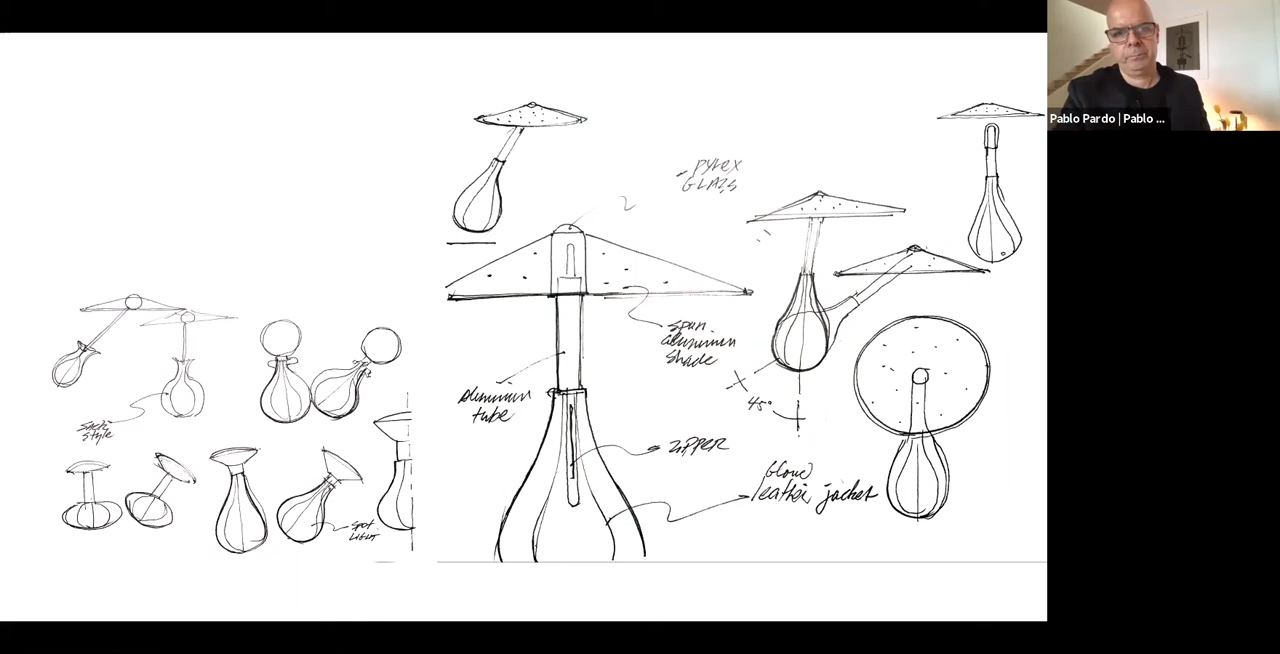 Pablo Pardo | Pablo ...
PYREX
GLASS
spun
aluminum
shade
aluminum
tube
ZIPPER
45°
Glove
leather jacket
Sack
style
SPOT
LIGHT